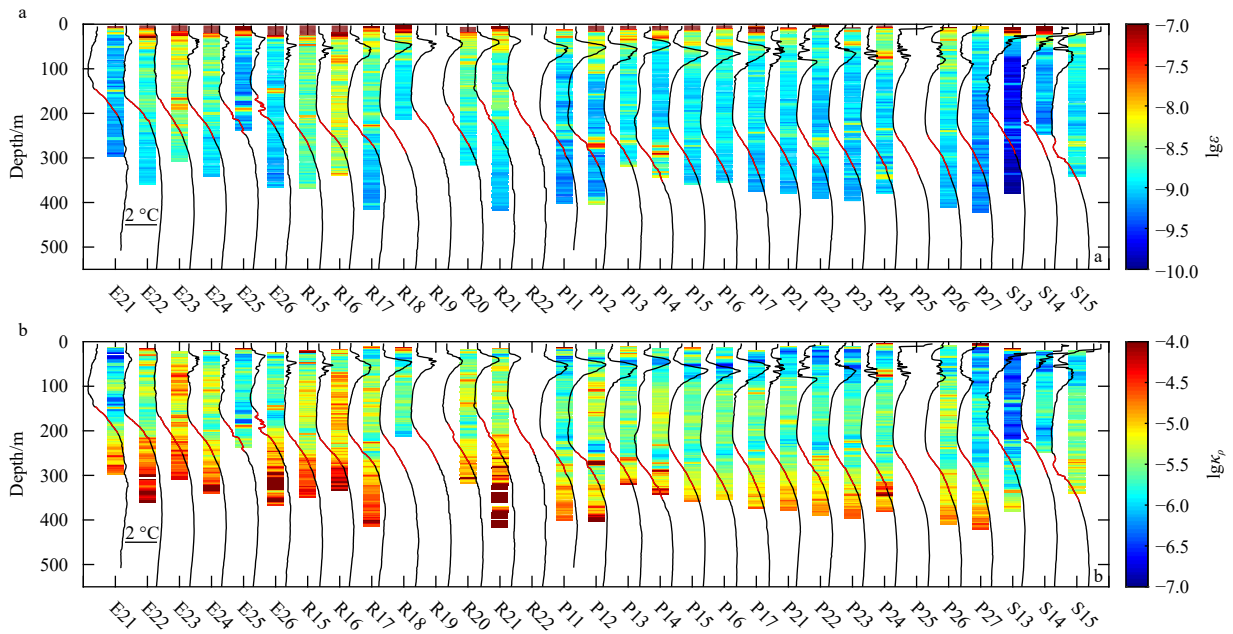 a
0
100
200
300
400
500
Depth/m
2 °C
a
−7.0
−7.5
−8.0
−8.5
−9.0
−9.5
−10.0
lgε
E21 E22 E23 E24 E25 E26 R15 R16 R17 R18 R19 R20 R21 R22 P11 P12 P13 P14 P15 P16 P17 P21 P22 P23 P24 P25 P26 P27 S13 S14 S15
b
0
100
200
300
400
500
Depth/m
2 °C
b
−4.0
−4.5
−5.0
−5.5
−6.0
−6.5
−7.0
lgKρ
E21 E22 E23 E24 E25 E26 R15 R16 R17 R18 R19 R20 R21 R22 P11 P12 P13 P14 P15 P16 P17 P21 P22 P23 P24 P25 P26 P27 S13 S14 S15